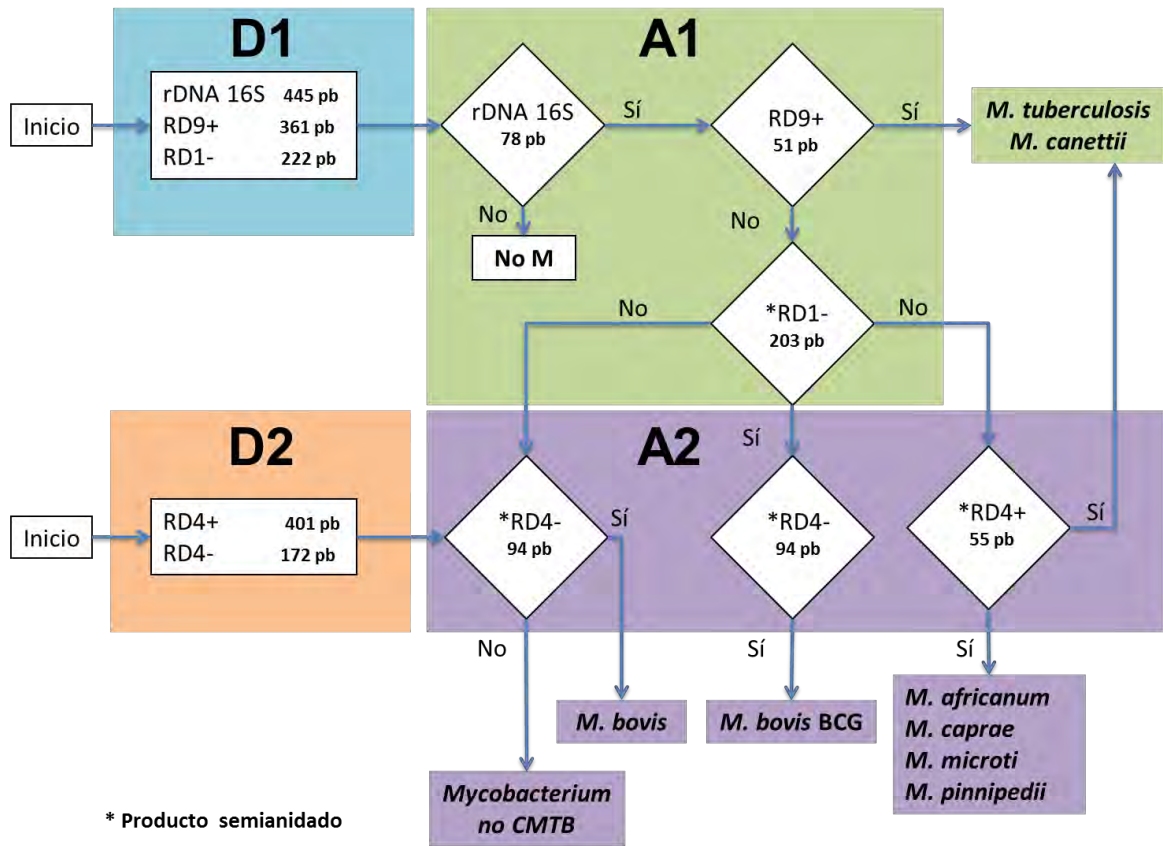 D1
A1
Inicio
rDNA 16S 445 pb
RD9+ 361 pb
RD1- 222 pb
rDNA 16S
78 pb
Sí
RD9+
51 pb
Sí
M. tuberculosis
M. canettii
No
No M
No
*RD1-
203 pb
No
No
D2
A2
Sí
Inicio
RD4+ 401 pb
RD4- 172 pb
*RD4-
94 pb
Sí
*RD4-
94 pb
*RD4+
55 pb
Sí
No
Sí
Sí
M. bovis
M. bovis BCG
M. africanum
M. caprae
M. microti
M. pinnipedii
Mycobacterium
no CMTB
* Producto semianidado